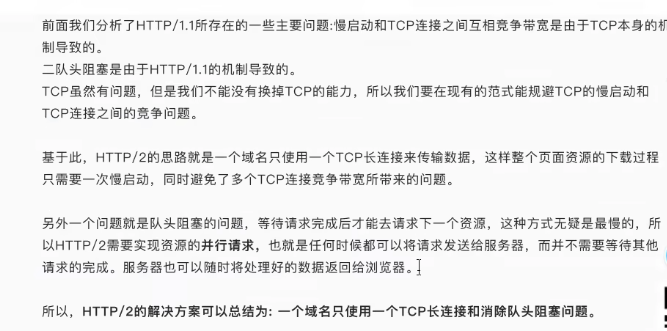 前面我们分析了HTTP/1.1所存在的一些主要问题:慢启动和TCP连接之间互相竞争带宽是由于TCP本身的机
制导致的。
二队头阻塞是由于HTTP/1.1的机制导致的。
TCP虽然有问题，但是我们不能没有换掉TCP的能力，所以我们要在现有的范式能规避TCP的慢启动和
TCP连接之间的竞争问题。
基于此，HTTP/2的思路就是一个域名只使用一个TCP长连接来传输数据，这样整个页面资源的下载过程
只需要一次慢启动，同时避免了多个TCP连接竞争带宽所带来的问题。
另外一个问题就是队头阻塞的问题，等待请求完成后才能去请求下一个资源，这种方式无疑是最慢的，所
以HTTP/2需要实现资源的并行请求，也就是任何时候都可以将请求发送给服务器，而并不需要等待其他
请求的完成。服务器也可以随时将处理好的数据返回给浏览器。
所以，HTTP/2的解决方案可以总结为: 一个域名只使用一个TCP长连接和消除队头阻塞问题。